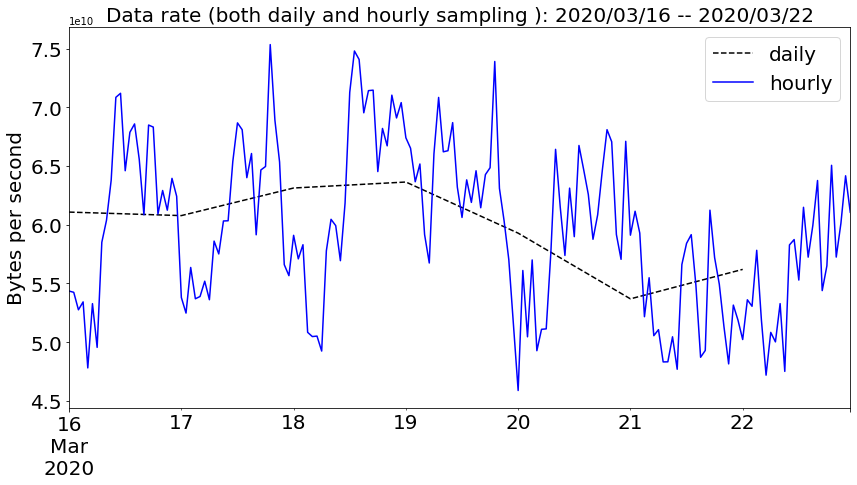 Data rate (both daily and hourly sampling ): 2020/03/16 -- 2020/03/22
1e10
daily
hourly
Bytes per second
7.5
7.0
6.5
6.0
5.5
5.0
4.5
16 17 18 19 20 21 22
Mar
2020